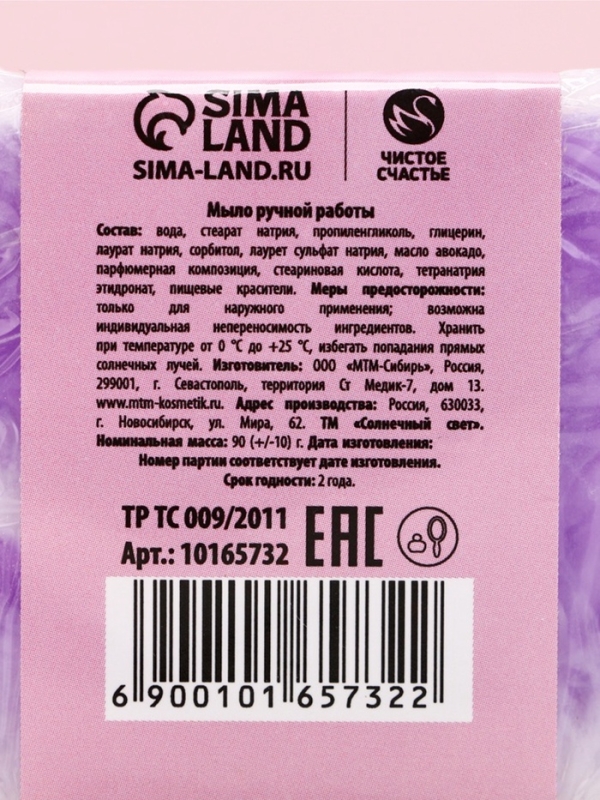 SIMA
LAND
SIMA-LAND.RU
ЧИСТОЕ
СЧАСТЬЕ
Мыло ручной работы
Состав: вода, стеарат натрия, пропиленгликоль, глицерин,
лаурат натрия, сорбитол, лаурет сульфат натрия, масло авокадо,
парфюмерная композиция, стеариновая кислота, тетранатрия
этидронат, пищевые красители. Меры предосторожности:
только для наружного применения; возможна
индивидуальная непереносимость ингредиентов. Хранить
при температуре от 0 °С до +25 °С, избегать попадания прямых
солнечных лучей. Изготовитель: ООО «МТМ-Сибирь», Россия,
299001, г. Севастополь, территория Ст Медик-7, дом 13.
www.mtm-kosmetik.ru. Адрес производства: Россия, 630033,
г. Новосибирск, ул. Мира, 62. ТМ «Солнечный свет».
Номинальная масса: 90 (+/-10) г. Дата изготовления:
Номер партии соответствует дате изготовления.
Срок годности: 2 года.
ТР ТС 009/2011
Арт.: 10165732
EAC
6 900101 657322